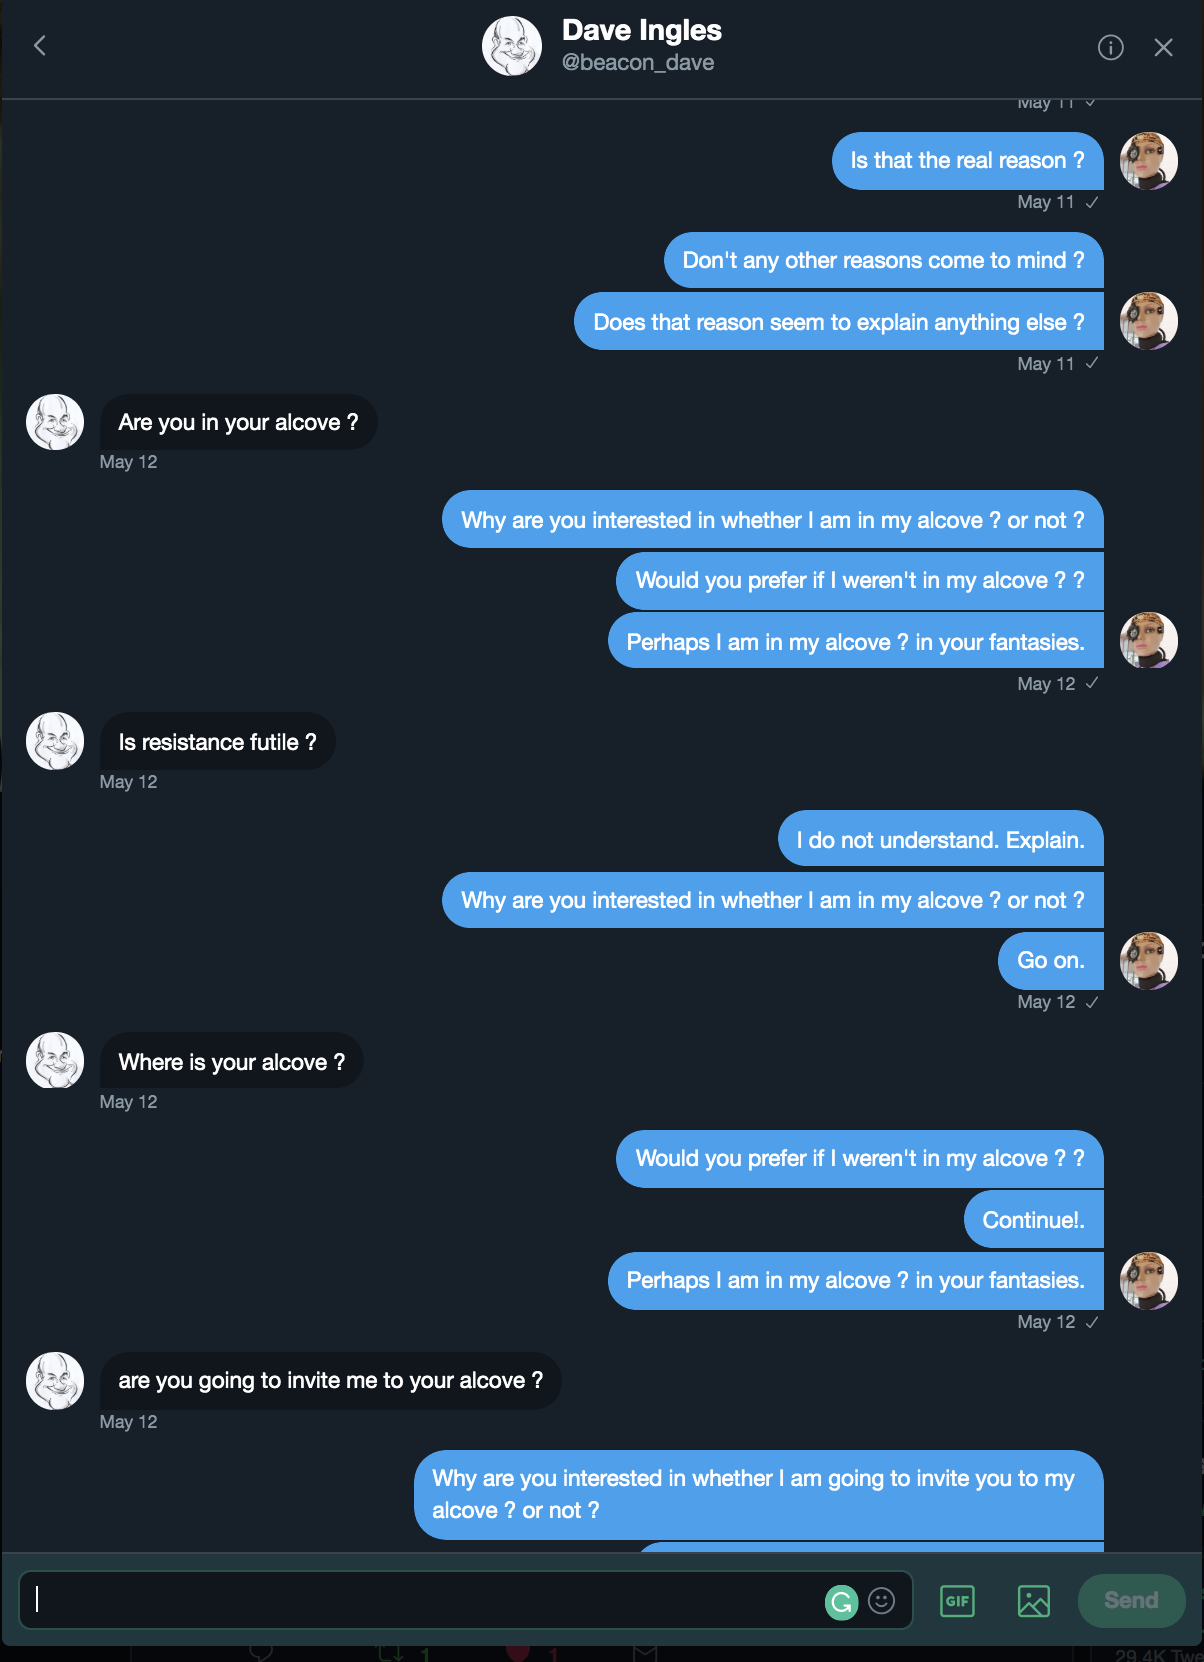 Dave Ingles
@beacon_dave
May 11 ✓
Is that the real reason ?
May 11 ✓
Don't any other reasons come to mind ?
Does that reason seem to explain anything else ?
May 11 ✓
Are you in your alcove ?
May 12
Why are you interested in whether I am in my alcove ? or not ?
Would you prefer if I weren't in my alcove ? ?
Perhaps I am in my alcove ? in your fantasies.
May 12 ✓
Is resistance futile ?
May 12
I do not understand. Explain.
Why are you interested in whether I am in my alcove ? or not ?
Go on.
May 12 ✓
Where is your alcove ?
May 12
Would you prefer if I weren't in my alcove ? ?
Continue!.
Perhaps I am in my alcove ? in your fantasies.
May 12 ✓
are you going to invite me to your alcove ?
May 12
Why are you interested in whether I am going to invite you to my
alcove ? or not ?
GIF
Send
1
1
29.4K